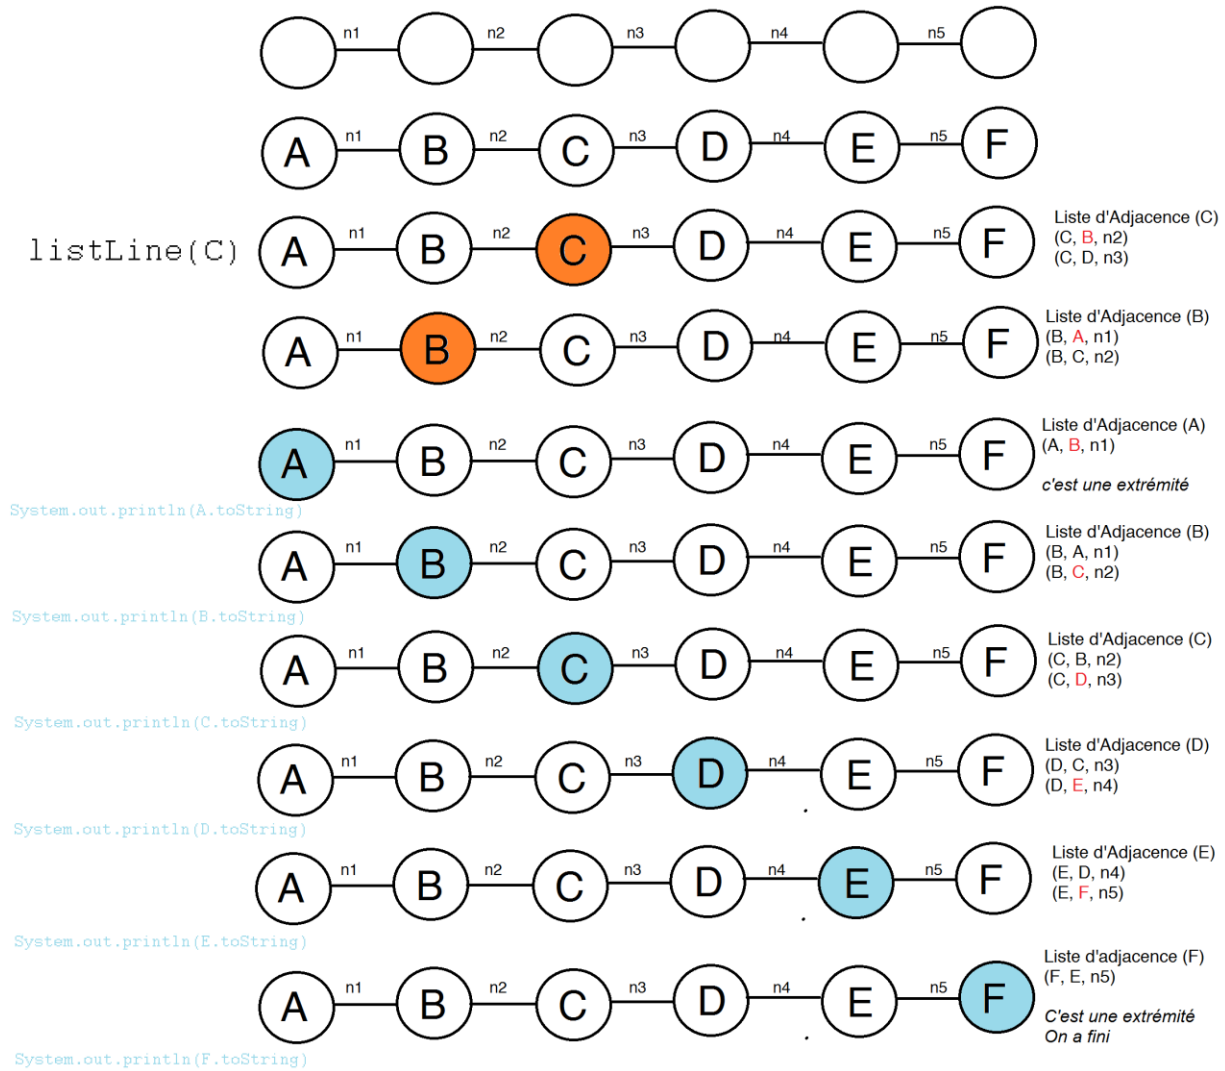 n1 n2 n3 n4 n5
A n1 B n2 C n3 D n4 E n5 F
listLine(C)
A n1 B n2 C n3 D n4 E n5 F
Liste d'Adjacence (C)
(C, B, n2)
(C, D, n3)
A n1 B n2 C n3 D n4 E n5 F
Liste d'Adjacence (B)
(B, A, n1)
(B, C, n2)
A n1 B n2 C n3 D n4 E n5 F
Liste d'Adjacence (A)
(A, B, n1)
c'est une extrémité
System.out.println(A.toString)
A n1 B n2 C n3 D n4 E n5 F
Liste d'Adjacence (B)
(B, A, n1)
(B, C, n2)
System.out.println(B.toString)
A n1 B n2 C n3 D n4 E n5 F
Liste d'Adjacence (C)
(C, B, n2)
(C, D, n3)
System.out.println(C.toString)
A n1 B n2 C n3 D n4 E n5 F
Liste d'Adjacence (D)
(D, C, n3)
(D, E, n4)
System.out.println(D.toString)
A n1 B n2 C n3 D n4 E n5 F
Liste d'Adjacence (E)
(E, D, n4)
(E, F, n5)
System.out.println(E.toString)
A n1 B n2 C n3 D n4 E n5 F
Liste d'adjacence (F)
(F, E, n5)
C'est une extrémité
On a fini
System.out.println(F.toString)